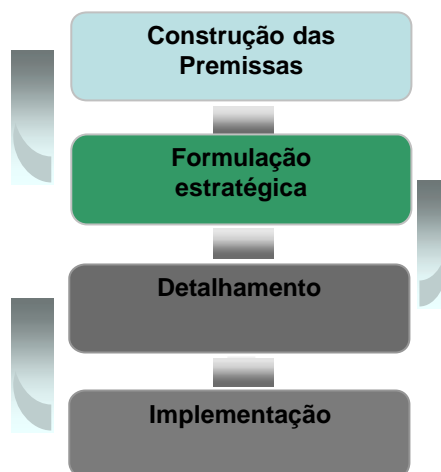 Construção das
Premissas
Formulação
estratégica
Detalhamento
Implementação